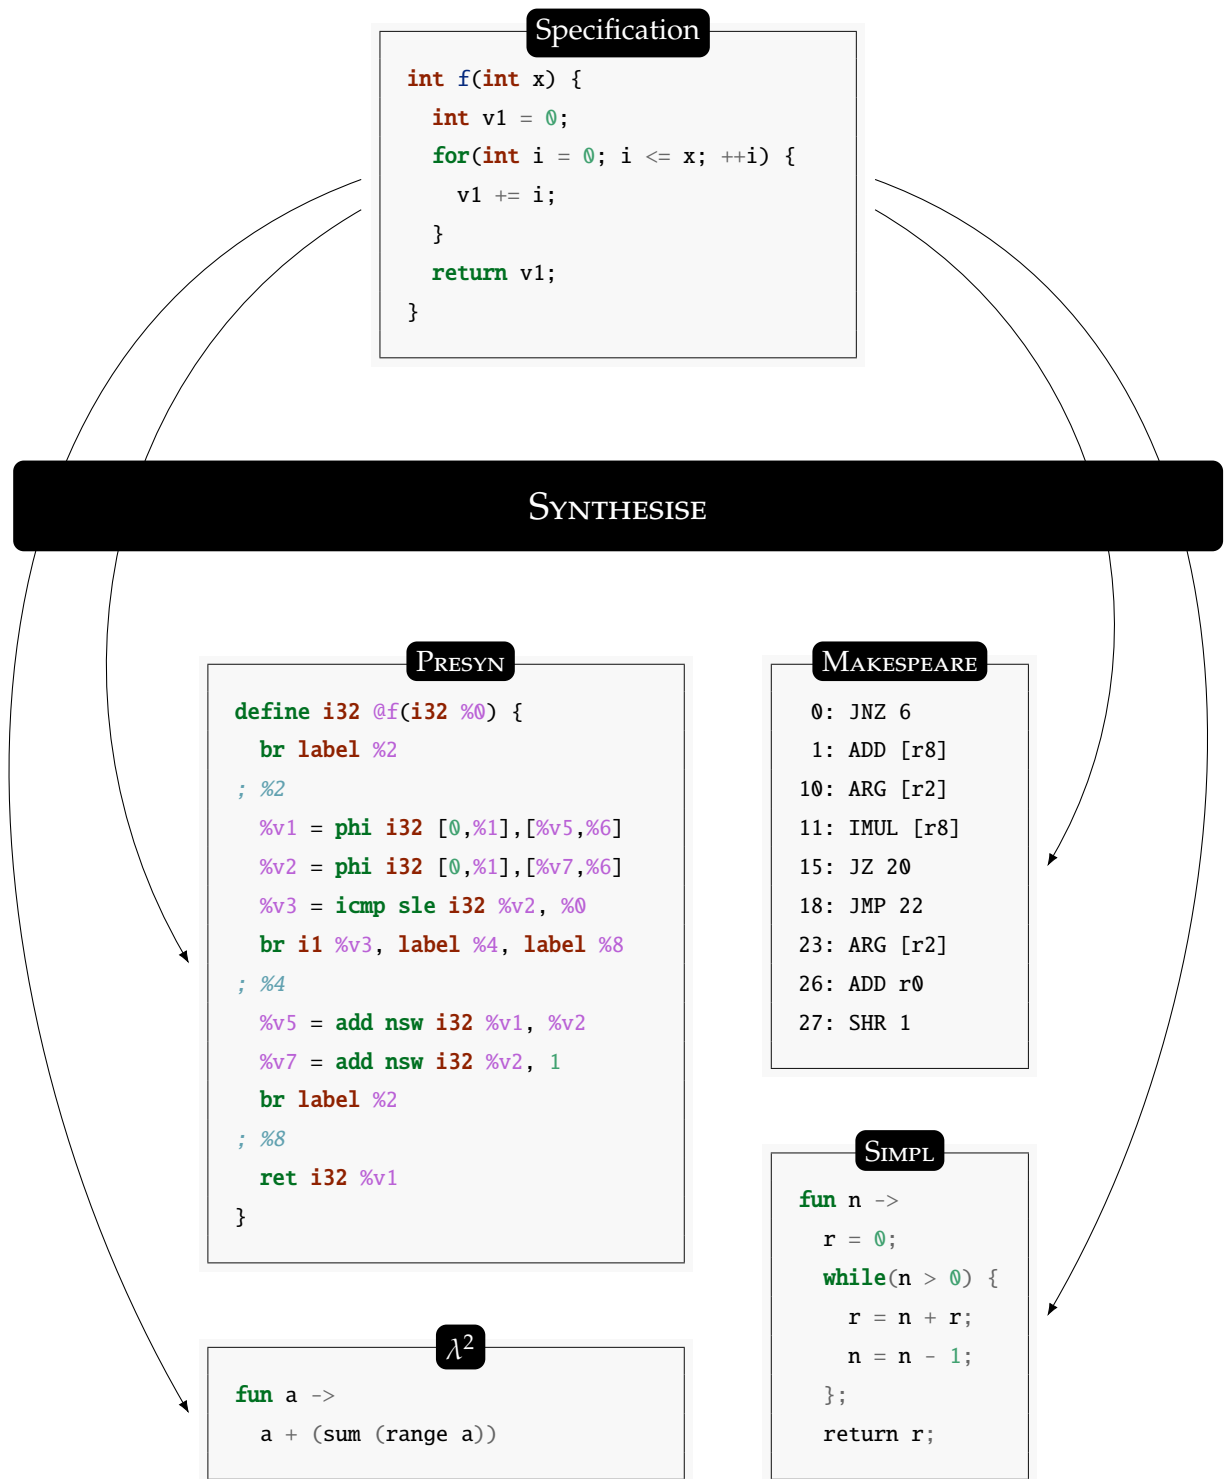 Specification
int f(int x) {
  int v1 = 0;
  for(int i = 0; i <= x; ++i) {
    v1 += i;
  }
  return v1;
}
SYNTHESISE
PRESYN
define i32 @f(i32 %0) {
  br label %2
; %2
  %v1 = phi i32 [0,%1],[%v5,%6]
  %v2 = phi i32 [0,%1],[%v7,%6]
  %v3 = icmp sle i32 %v2, %0
  br i1 %v3, label %4, label %8
; %4
  %v5 = add nsw i32 %v1, %v2
  %v7 = add nsw i32 %v2, 1
  br label %2
; %8
  ret i32 %v1
}
MAKESPEARE
 0: JNZ 6
 1: ADD [r8]
10: ARG [r2]
11: IMUL [r8]
15: JZ 20
18: JMP 22
23: ARG [r2]
26: ADD r0
27: SHR 1
λ²
fun a ->
  a + (sum (range a))
SIMPL
fun n ->
  r = 0;
  while(n > 0) {
    r = n + r;
    n = n - 1;
  };
  return r;